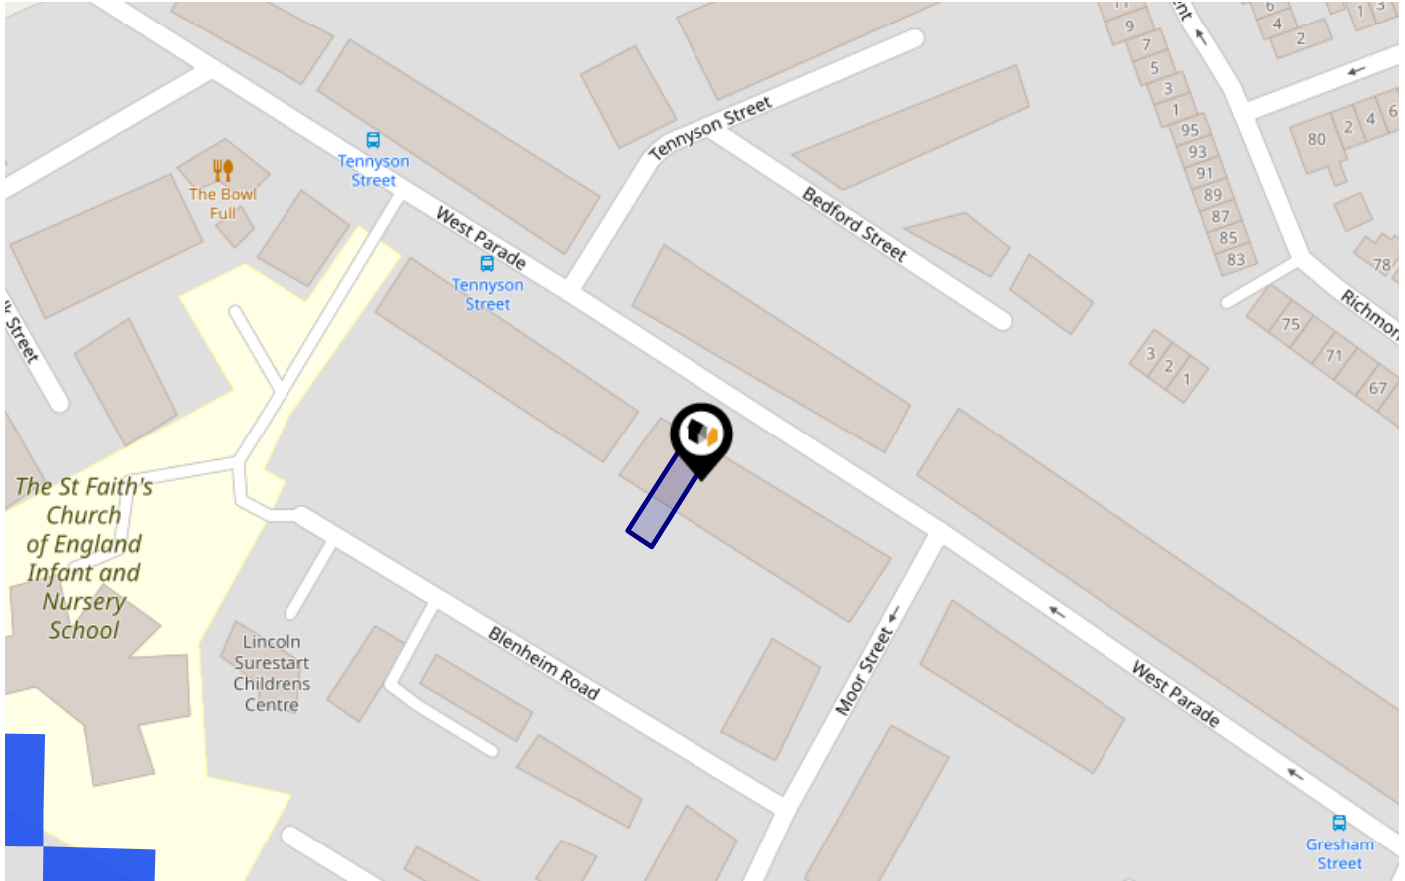 11
9
7
5
3
1
95
93
91
89
87
85
83
6
4
2
1
3
80
2
4
6
78
75
71
67
3
2
1
Tennyson
Street
The Bowl
Full
West Parade
Tennyson
Street
Tennyson Street
Bedford Street
Street
The St Faith's
Church
of England
Infant and
Nursery
School
Lincoln
Surestart
Childrens
Centre
Blenheim Road
Moor Street
West Parade
Gresham
Street